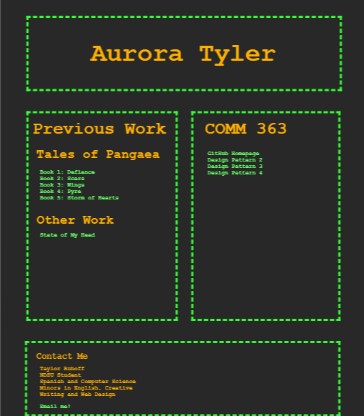 Aurora Tyler
Previous Work
Tales of Pangaea
Book 1: Defiance
Book 2: Scars
Book 3: Wings
Book 4: Pyre
Book 5: Storm of Hearts
Other Work
State of My Head
COMM 363
GitHub Homepage
Design Pattern 2
Design Pattern 3
Design Pattern 4
Contact Me
Taylor
NDSU Student
Spanish and Computer Science
Minors in English, Creative
Writing and Web Design
Email me!